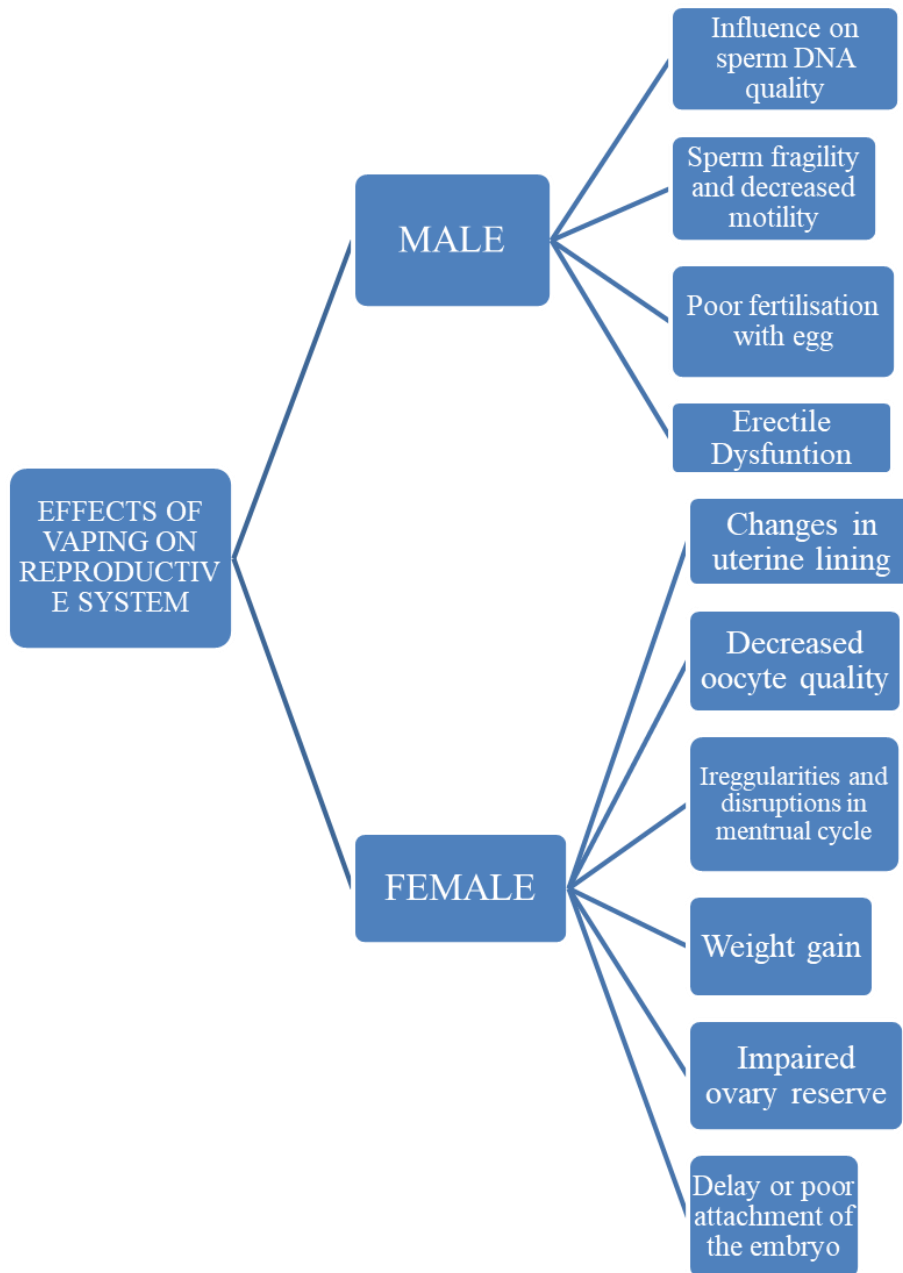 EFFECTS OF
VAPING ON
REPRODUCTIV
E SYSTEM
MALE
Influence on
sperm DNA
quality
Sperm fragility
and decreased
motility
Poor fertilisation
with egg
Erectile
Dysfuntion
FEMALE
Changes in
uterine lining
Decreased
oocyte quality
Ireggularities and
disruptions in
mentrual cycle
Weight gain
Impaired
ovary reserve
Delay or poor
attachment of
the embryo